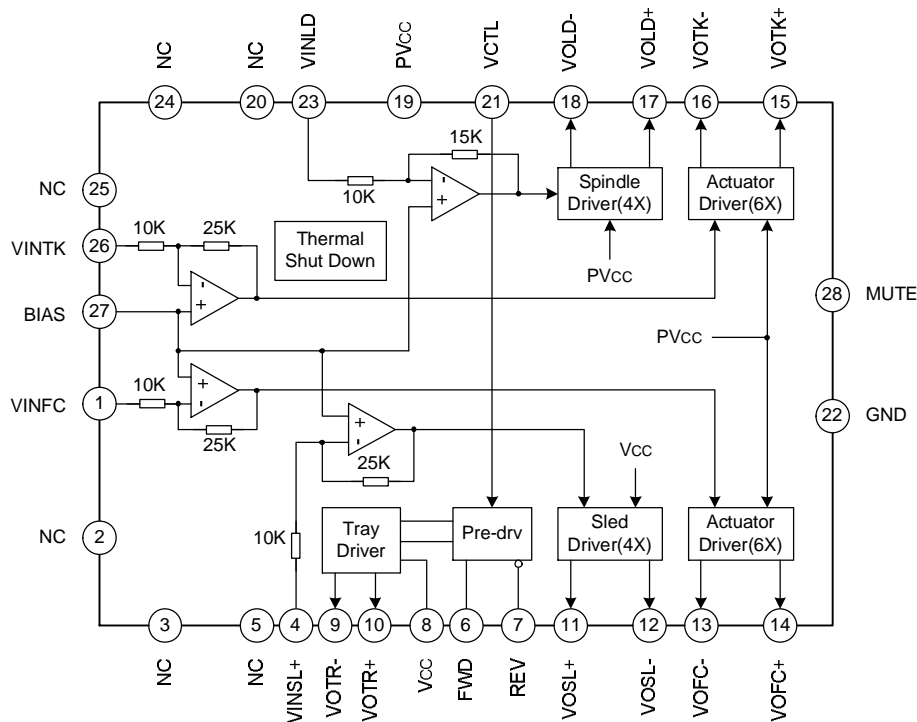 NC
NC
VINLD
PVCC
VCTL
VOLD-
VOLD+
VOTK-
VOTK+
24
20
23
19
21
18
17
16
15
15K
10K
-
+
Spindle
Driver(4X)
Actuator
Driver(6X)
NC
25
VINTK
26
10K
25K
Thermal
Shut Down
PVCC
-
+
BIAS
27
28
MUTE
PVCC
VINFC
1
10K
+
-
25K
22
GND
+
-
25K
VCC
NC
2
10K
Tray
Driver
Pre-drv
Sled
Driver(4X)
Actuator
Driver(6X)
3
5
4
9
10
8
6
7
11
12
13
14
NC
NC
VINSL+
VOTR-
VOTR+
VCC
FWD
REV
VOSL+
VOSL-
VOFC-
VOFC+